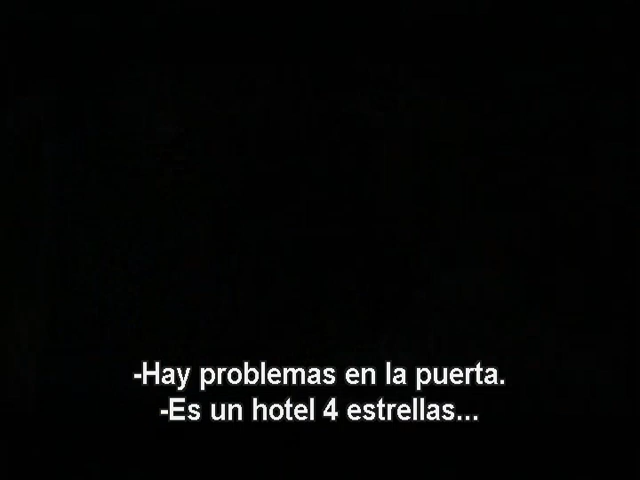 -Hay problemas en la puerta.
-Es un hotel 4 estrellas...